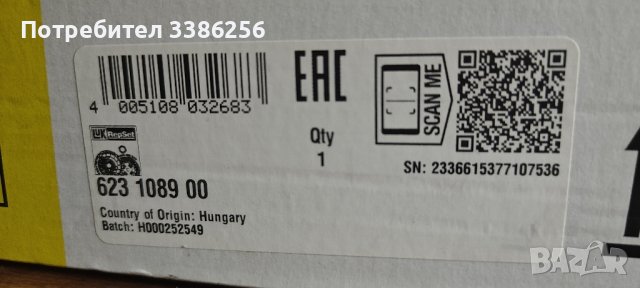 Потребител 3386256
4 005108 032683
EAC
Qty
1
SCAN ME
SN: 2336615377107536
LuK RepSet
623 1089 00
Country of Origin: Hungary
Batch: H000252549
bazar